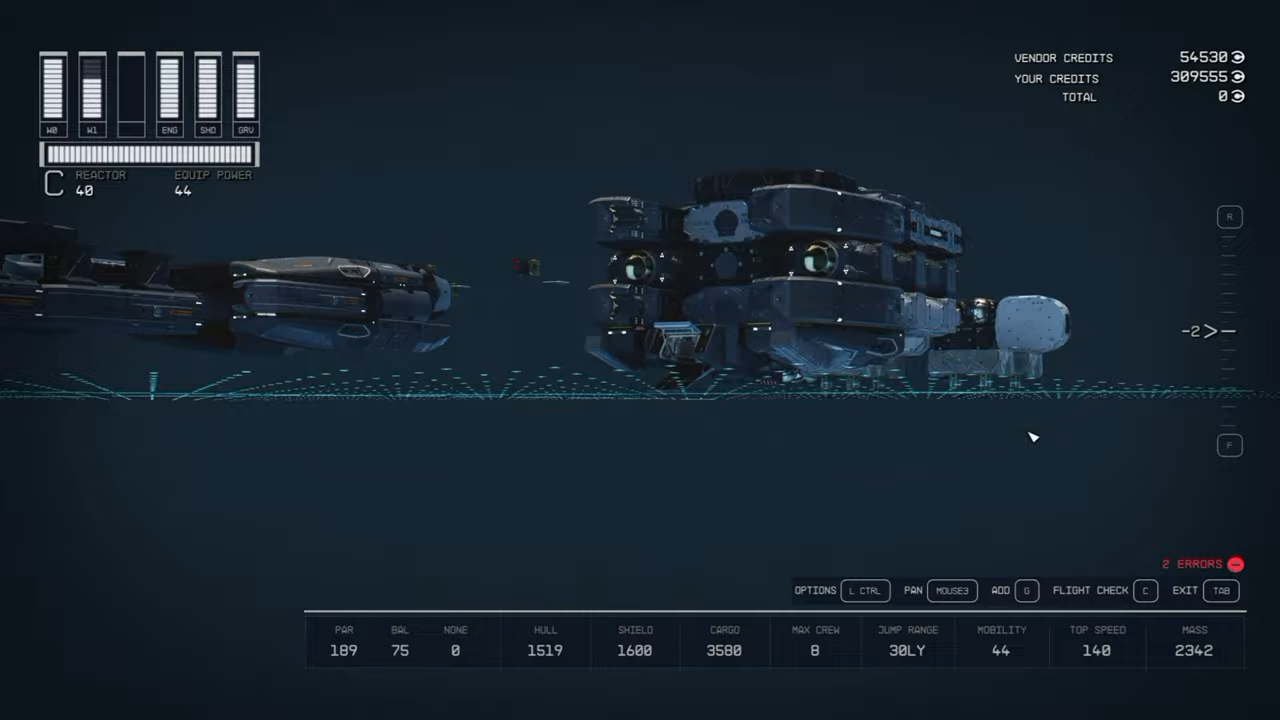 VENDOR CREDITS 54530
YOUR CREDITS 309555
TOTAL 0
W0 W1 ENG SHD GRV
C REACTOR 40 EQUIP POWER 44
R
-2
F
2 ERRORS
OPTIONS L CTRL PAN MOUSE3 ADD G FLIGHT CHECK C EXIT TAB
PAR BAL NONE HULL SHIELD CARGO MAX CREW JUMP RANGE MOBILITY TOP SPEED MASS
189 75 0 1519 1600 3580 8 30LY 44 140 2342